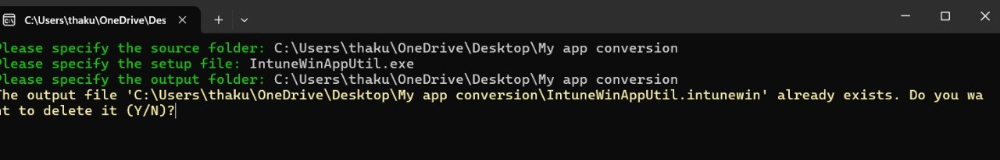 C:\Users\thaku\OneDrive\Des
Please specify the source folder: C:\Users\thaku\OneDrive\Desktop\My app conversion
Please specify the setup file: IntuneWinAppUtil.exe
Please specify the output folder: C:\Users\thaku\OneDrive\Desktop\My app conversion
The output file 'C:\Users\thaku\OneDrive\Desktop\My app conversion\IntuneWinAppUtil.intunewin' already exists. Do you wa
nt to delete it (Y/N)?